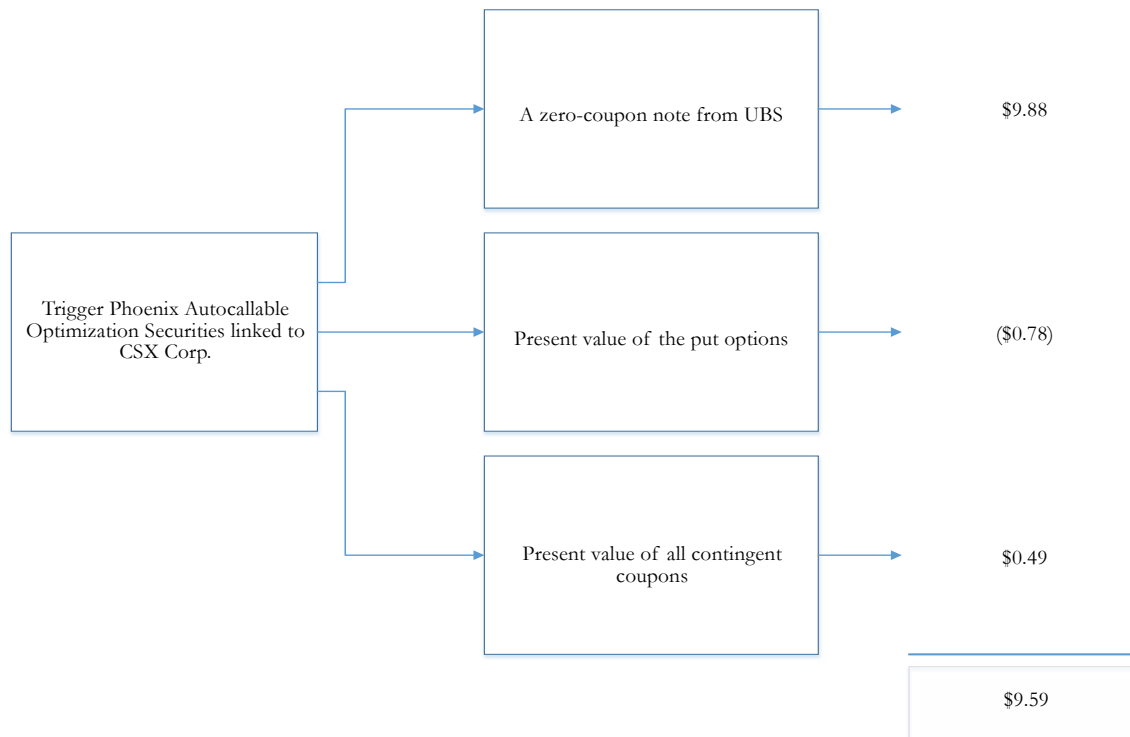 A zero-coupon note from UBS
$9.88
Trigger Phoenix Autocallable
Optimization Securities linked to
CSX Corp.
Present value of the put options
($0.78)
Present value of all contingent
coupons
$0.49
$9.59